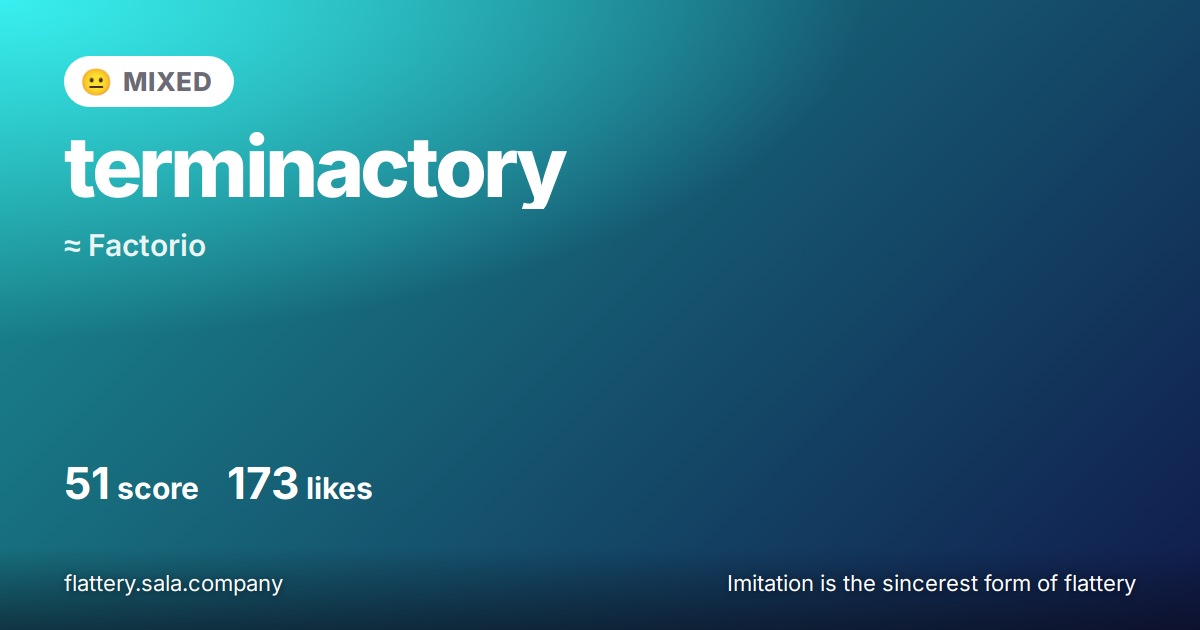 😐 MIXED
terminactory
≈ Factorio
51 score 173 likes
flattery.sala.company
Imitation is the sincerest form of flattery